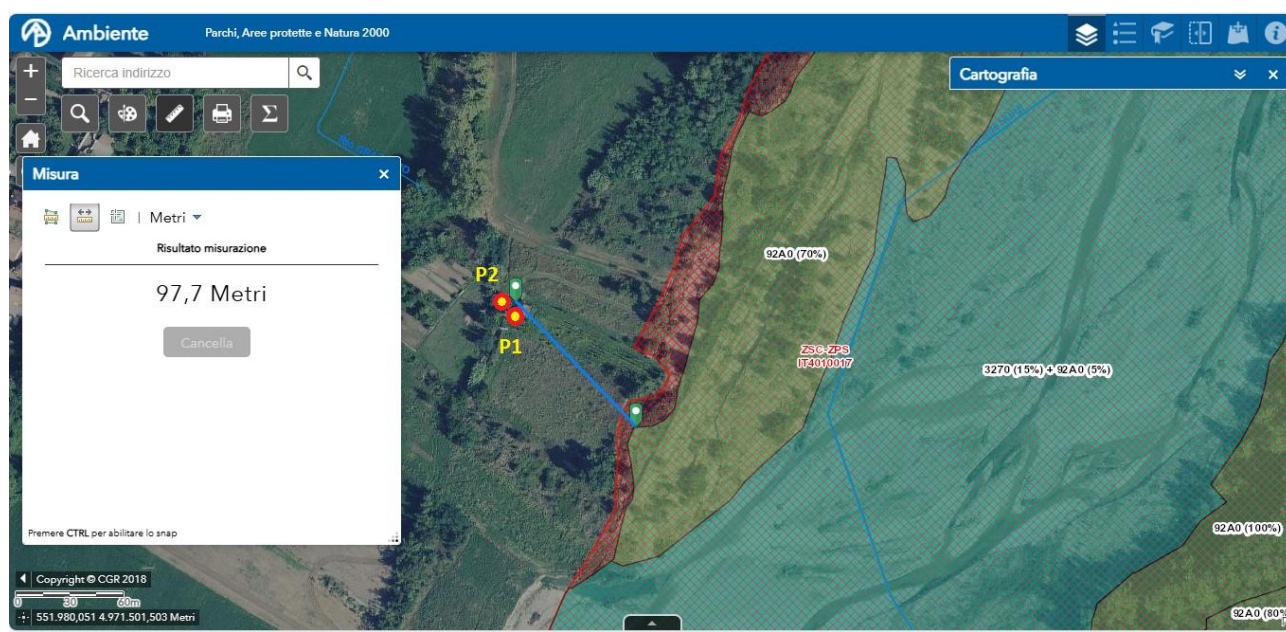 Ambiente
Parchi, Aree protette e Natura 2000
Ricerca indirizzo
Cartografia
Misura
Metri
Risultato misurazione
97,7 Metri
Cancella
Premere CTRL per abilitare lo snap
P2
P1
92A0 (70%)
ZSC-ZPS
IT4010017
3270 (15%) + 92A0 (5%)
92A0 (100%)
92A0 (80%
Copyright © CGR 2018
0 30 60m
551.980,051 4.971.501,503 Metri